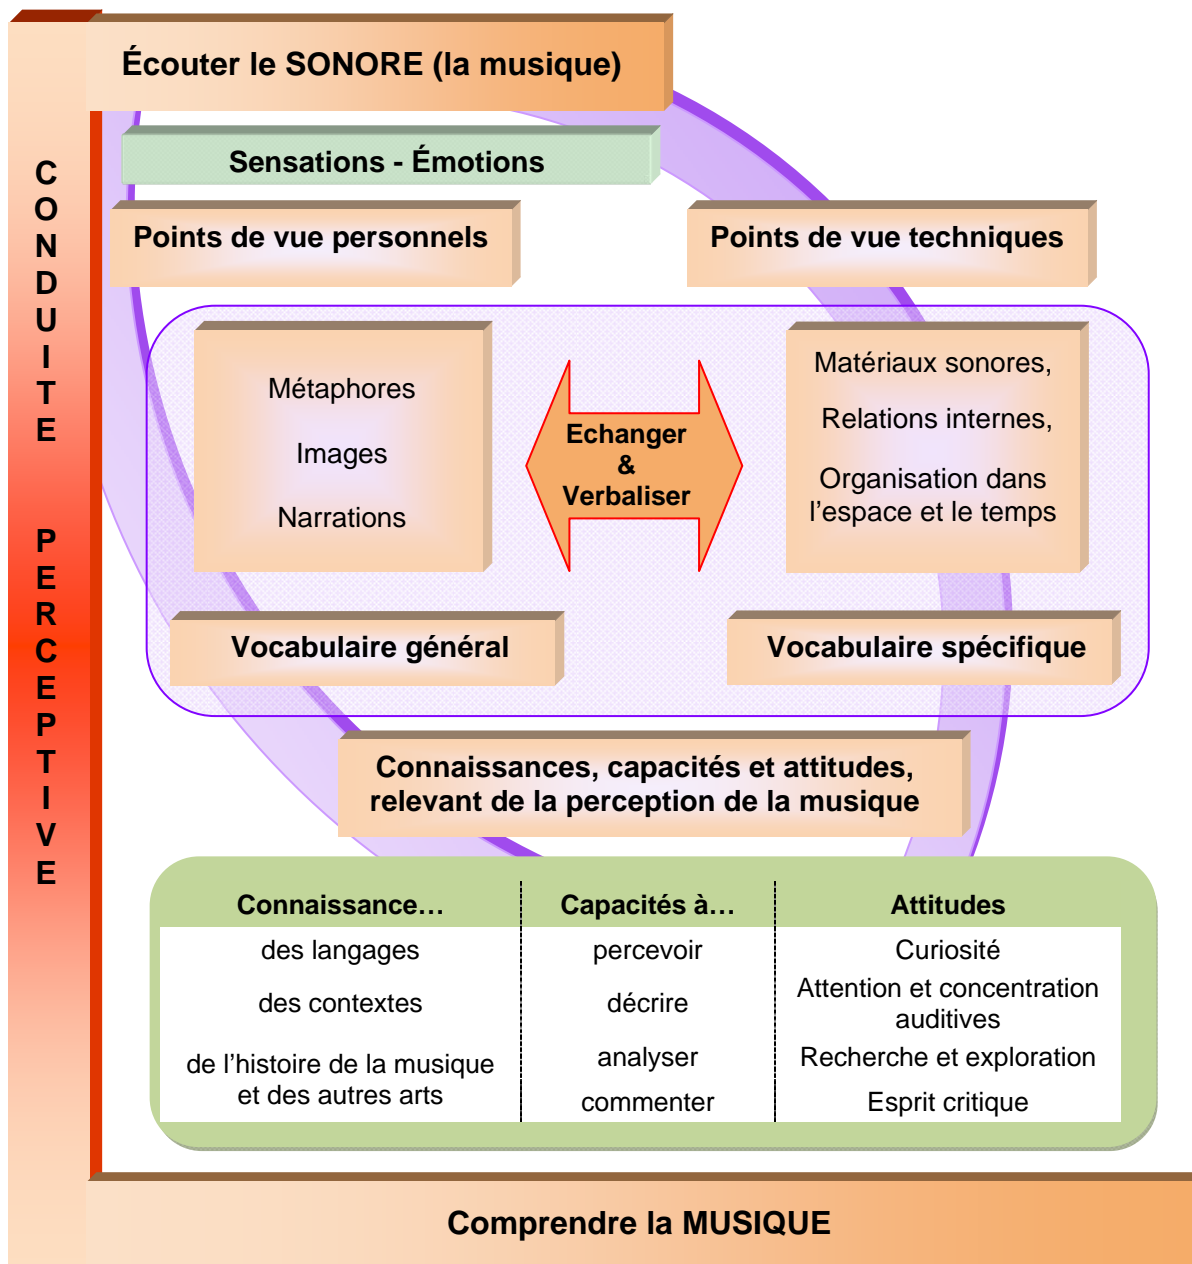 Écouter le SONORE (la musique)
CONDUITE PERCEPTIVE
Sensations - Émotions
Points de vue personnels
Points de vue techniques
Métaphores
Images
Narrations
Echanger
&
Verbaliser
Matériaux sonores,
Relations internes,
Organisation dans
l’espace et le temps
Vocabulaire général
Vocabulaire spécifique
Connaissances, capacités et attitudes,
relevant de la perception de la musique
Connaissance…
des langages
des contextes
de l’histoire de la musique
et des autres arts
Capacités à…
percevoir
décrire
analyser
commenter
Attitudes
Curiosité
Attention et concentration
auditives
Recherche et exploration
Esprit critique
Comprendre la MUSIQUE